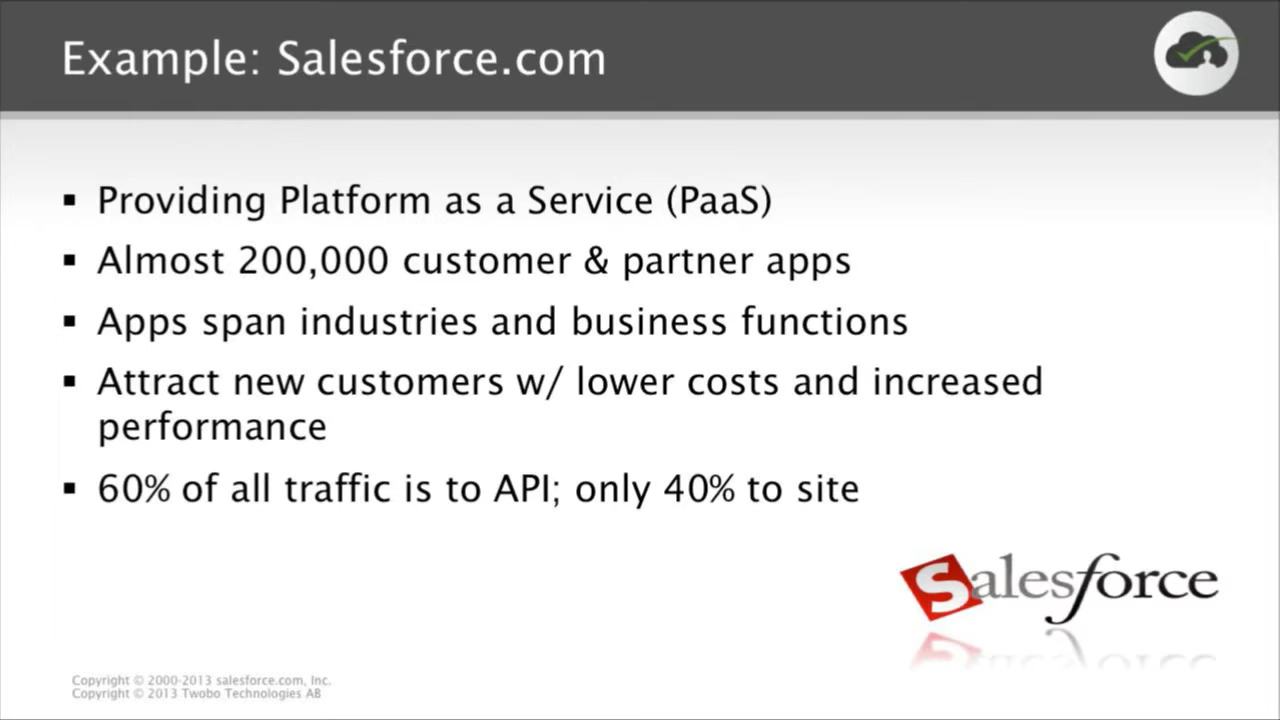 Example: Salesforce.com
▪ Providing Platform as a Service (PaaS)
▪ Almost 200,000 customer & partner apps
▪ Apps span industries and business functions
▪ Attract new customers w/ lower costs and increased
performance
▪ 60% of all traffic is to API; only 40% to site
Salesforce
Copyright © 2000-2013 salesforce.com, Inc.
Copyright © 2013 Twobo Technologies AB